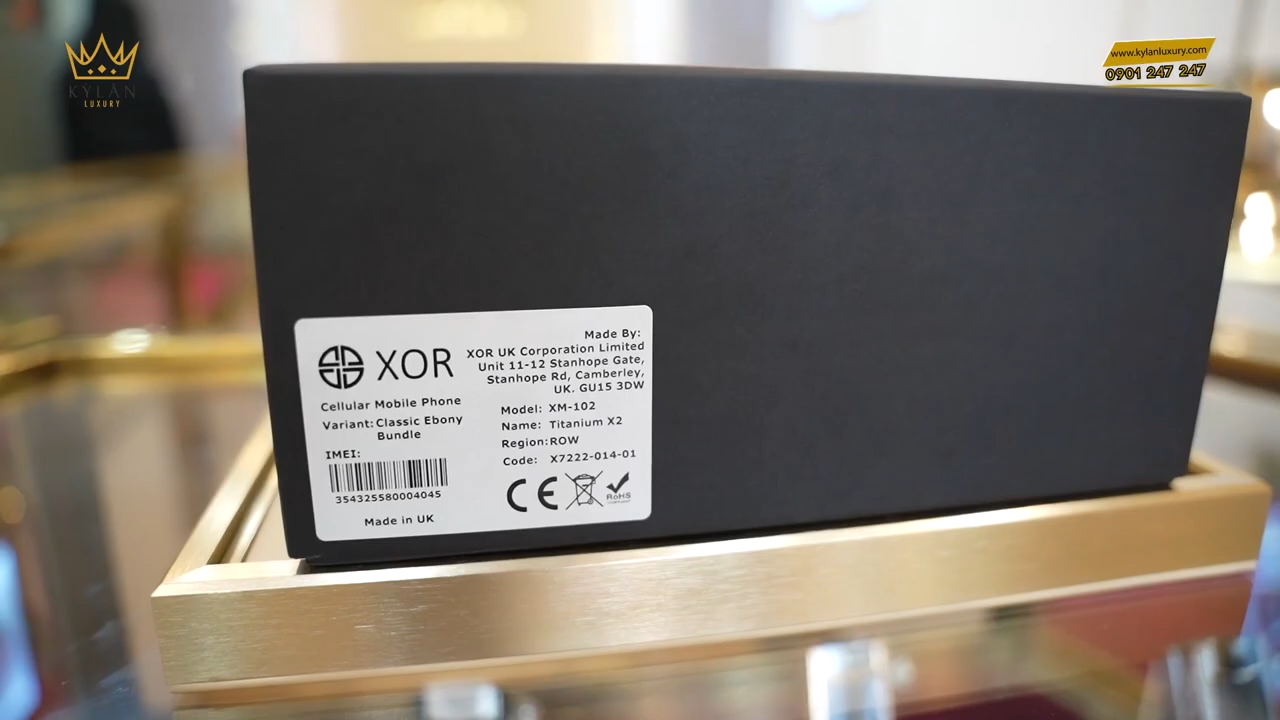 KYLAN
LUXURY
www.kylanluxury.com
0901 247 247
XOR
Cellular Mobile Phone
Variant: Classic Ebony
Bundle
IMEI:
354325580004045
Made in UK
Made By:
XOR UK Corporation Limited
Unit 11-12 Stanhope Gate,
Stanhope Rd, Camberley,
UK. GU15 3DW
Model: XM-102
Name: Titanium X2
Region: ROW
Code: X7222-014-01
CE
RoHS